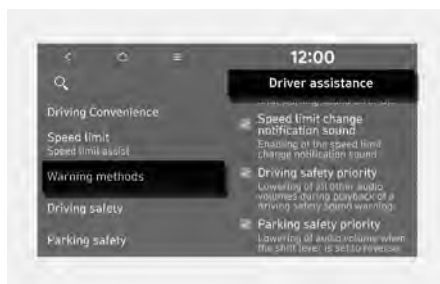 12:00
Driver assistance
Driving Convenience
Speed limit
Speed limit assist
Warning methods
Driving safety
Parking safety
Speed limit change
notification sound
Enabling of the speed limit
change notification sound
Driving safety priority
Lowering of all other audio
volumes during playback of a
driving safety sound warning.
Parking safety priority
Lowering of audio volume when
the shift lever is set to reverse